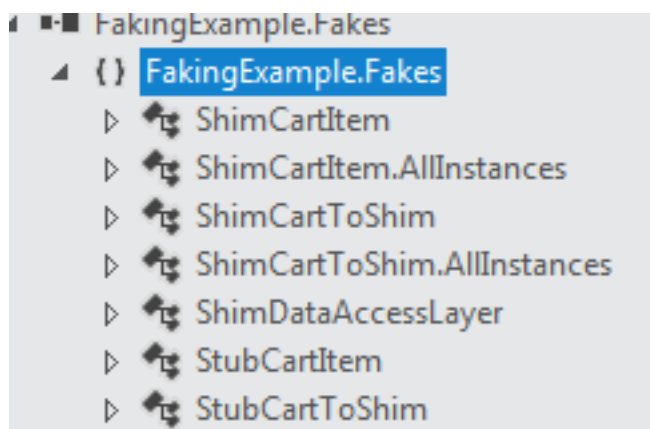 FakingExample.Fakes
{ } FakingExample.Fakes
ShimCartItem
ShimCartItem.AllInstances
ShimCartToShim
ShimCartToShim.AllInstances
ShimDataAccessLayer
StubCartItem
StubCartToShim